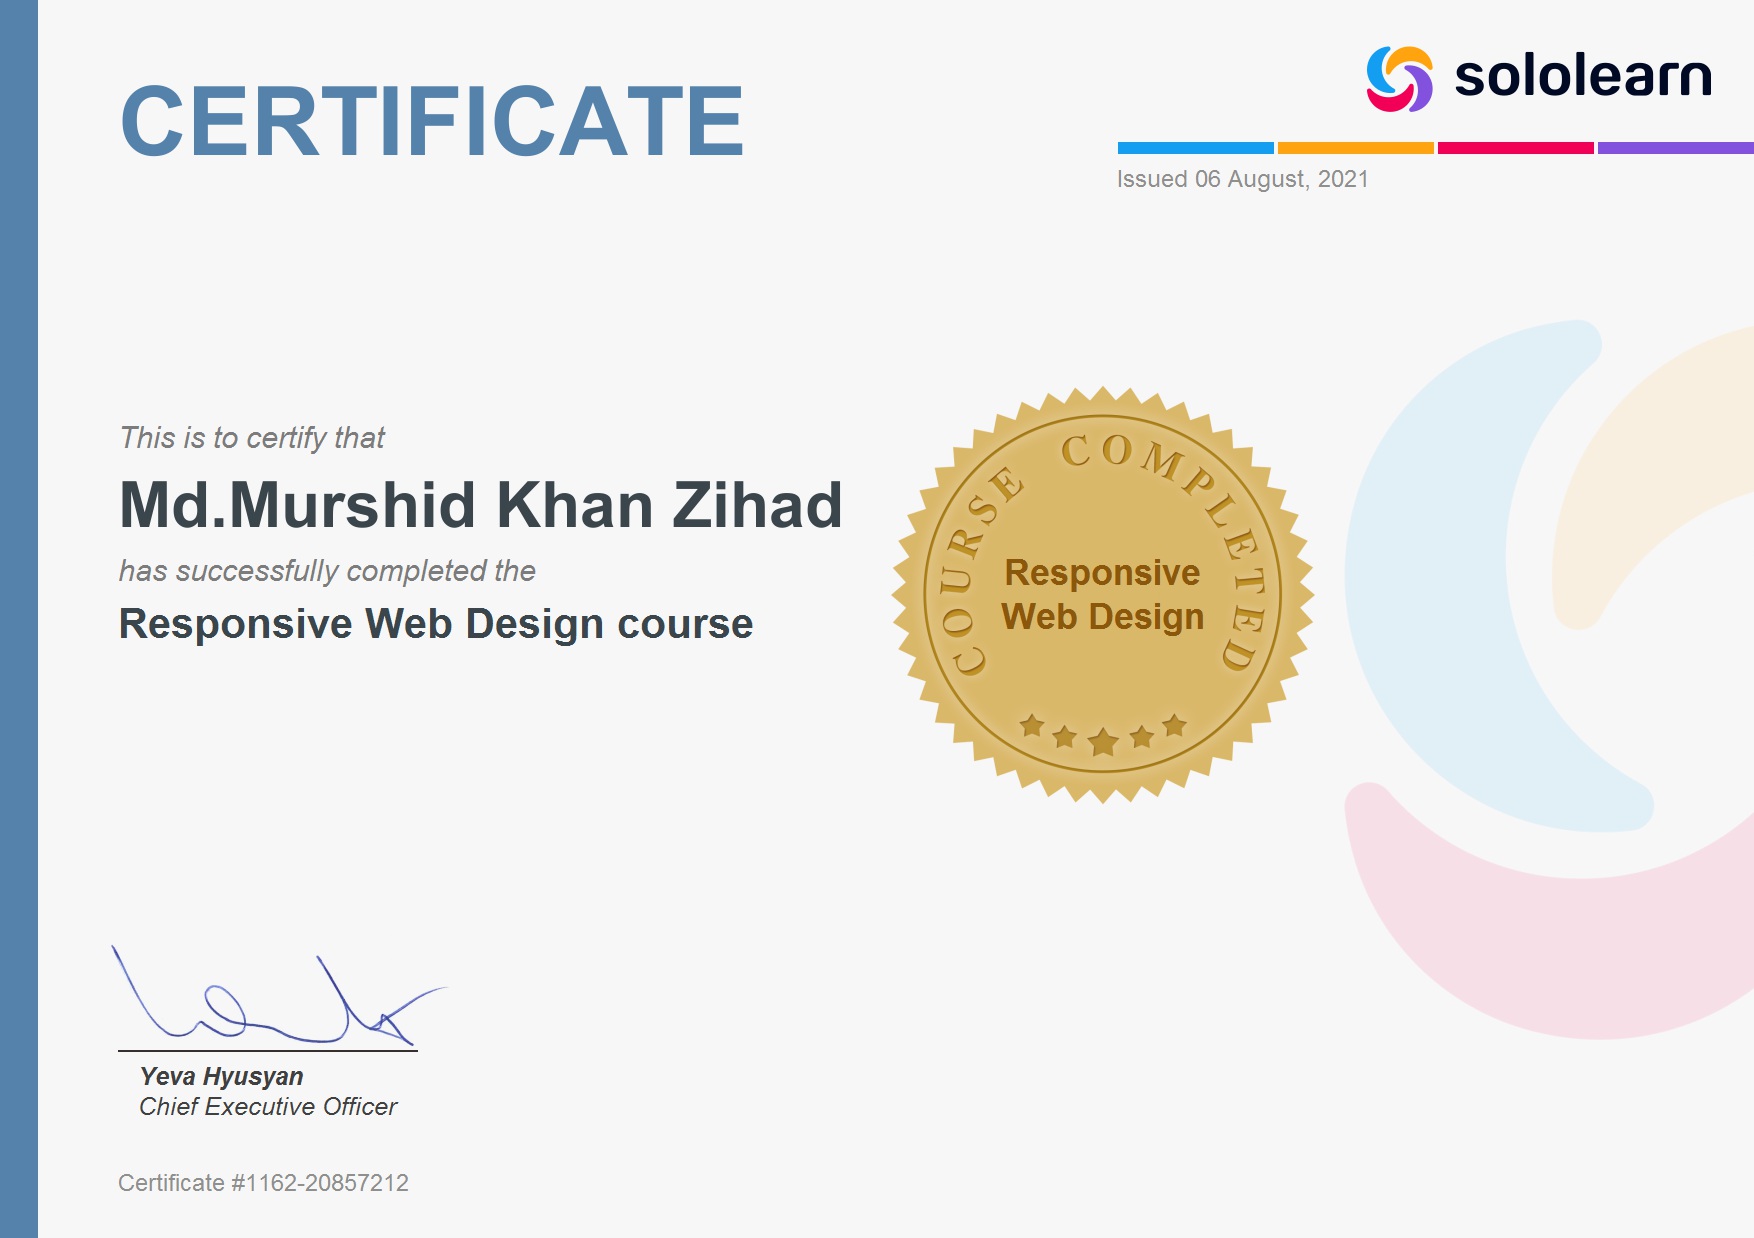 CERTIFICATE
sololearn
Issued 06 August, 2021
This is to certify that
Md.Murshid Khan Zihad
has successfully completed the
Responsive Web Design course
COURSE COMPLETED
Responsive
Web Design
Yeva Hyusyan
Chief Executive Officer
Certificate #1162-20857212